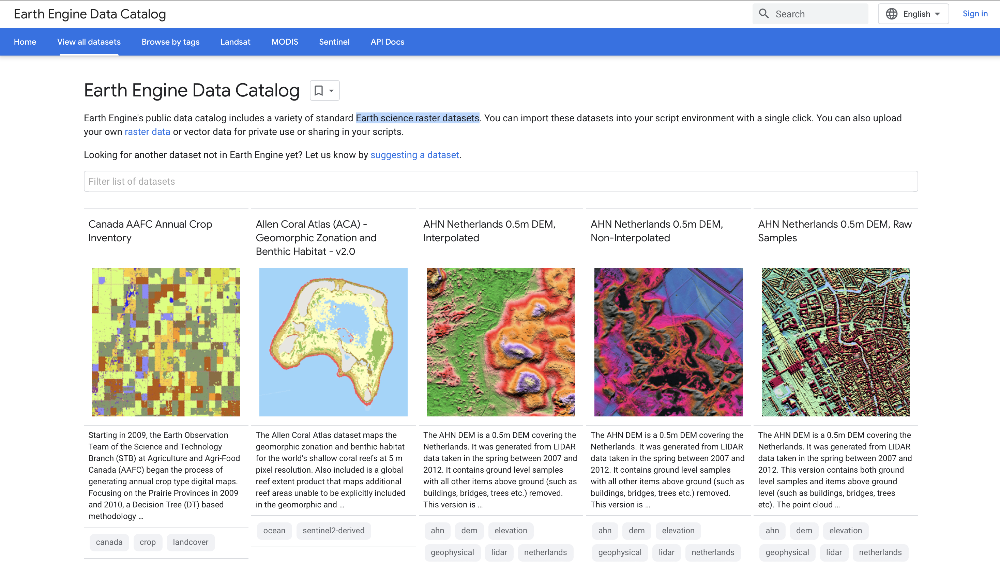 Earth Engine Data Catalog
Search
English
Sign in
Home
View all datasets
Browse by tags
Landsat
MODIS
Sentinel
API Docs
Earth Engine Data Catalog
Earth Engine's public data catalog includes a variety of standard Earth science raster datasets. You can import these datasets into your script environment with a single click. You can also upload
your own raster data or vector data for private use or sharing in your scripts.
Looking for another dataset not in Earth Engine yet? Let us know by suggesting a dataset.
Filter list of datasets
Canada AAFC Annual Crop
Inventory
Starting in 2009, the Earth Observation
Team of the Science and Technology
Branch (STB) at Agriculture and Agri-Food
Canada (AAFC) began the process of
generating annual crop type digital maps.
Focusing on the Prairie Provinces in 2009
and 2010, a Decision Tree (DT) based
methodology ...
canada crop landcover
Allen Coral Atlas (ACA) -
Geomorphic Zonation and
Benthic Habitat - v2.0
The Allen Coral Atlas dataset maps the
geomorphic zonation and benthic habitat
for the world's shallow coral reefs at 5 m
pixel resolution. Also included is a global
reef extent product that maps additional
reef areas unable to be explicitly included
in the geomorphic and ...
ocean sentinel2-derived
AHN Netherlands 0.5m DEM,
Interpolated
The AHN DEM is a 0.5m DEM covering the
Netherlands. It was generated from LIDAR
data taken in the spring between 2007 and
2012. It contains ground level samples
with all other items above ground (such as
buildings, bridges, trees etc.) removed.
This version is ...
ahn dem elevation
geophysical lidar netherlands
AHN Netherlands 0.5m DEM,
Non-Interpolated
The AHN DEM is a 0.5m DEM covering the
Netherlands. It was generated from LIDAR
data taken in the spring between 2007 and
2012. It contains ground level samples
with all other items above ground (such as
buildings, bridges, trees etc.) removed.
This version is ...
ahn dem elevation
geophysical lidar netherlands
AHN Netherlands 0.5m DEM, Raw
Samples
The AHN DEM is a 0.5m DEM covering the
Netherlands. It was generated from LIDAR
data taken in the spring between 2007 and
2012. This version contains both ground
level samples and items above ground
level (such as buildings, bridges, trees
etc). The point cloud ...
ahn dem elevation
geophysical lidar netherlands